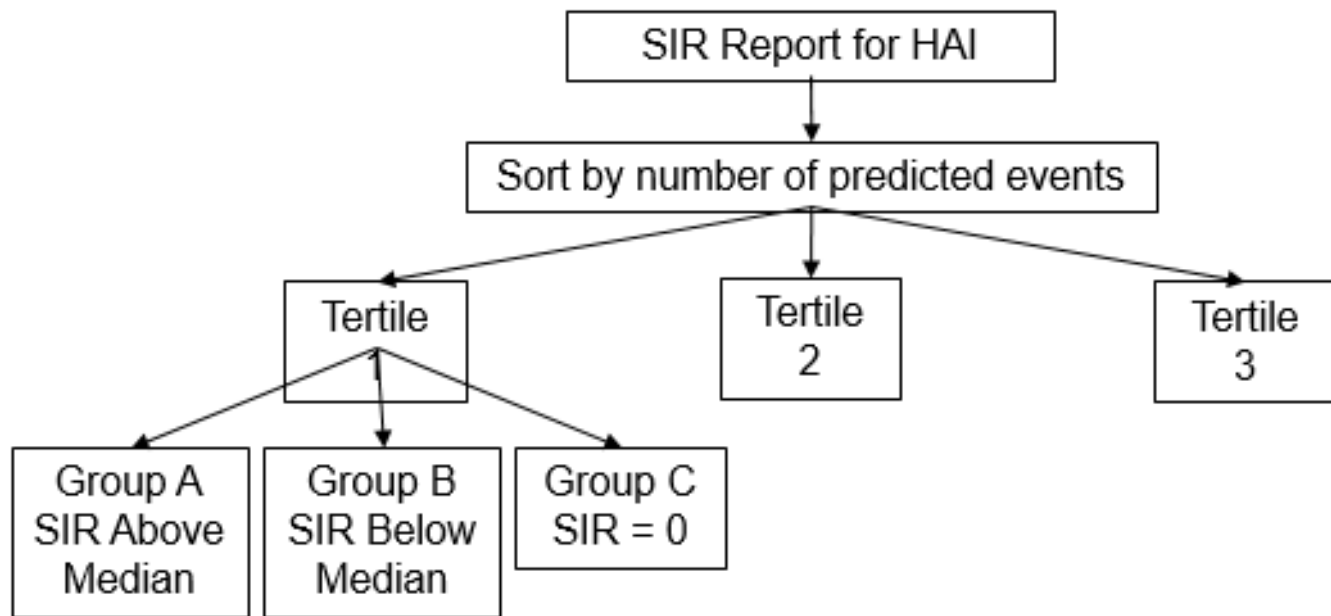 SIR Report for HAI
Sort by number of predicted events
Tertile
1
Tertile
2
Tertile
3
Group A
SIR Above
Median
Group B
SIR Below
Median
Group C
SIR = 0